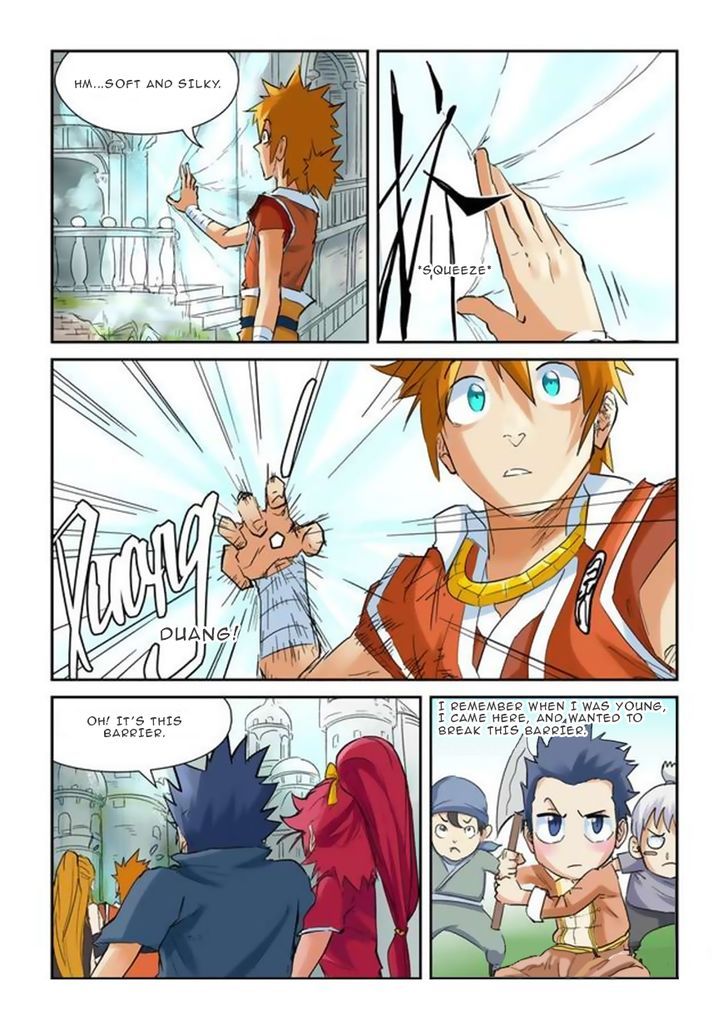 HM...SOFT AND SILKY.
*SQUEEZE*
Duang
DUANG!
OH! IT'S THIS
BARRIER.
I REMEMBER WHEN I WAS YOUNG,
I CAME HERE, AND WANTED TO
BREAK THIS BARRIER.